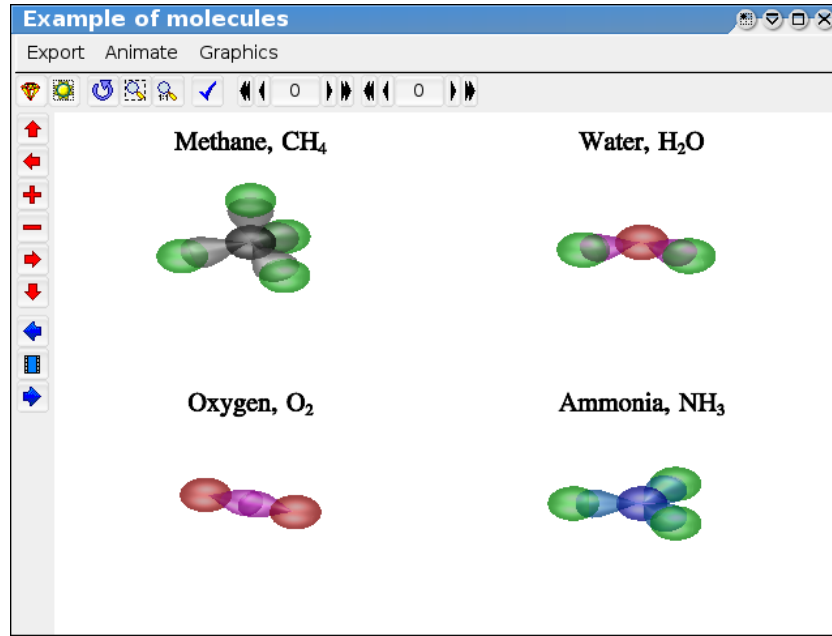 Example of molecules
Export Animate Graphics
0 0
Methane, CH₄ Water, H₂O
Oxygen, O₂ Ammonia, NH₃